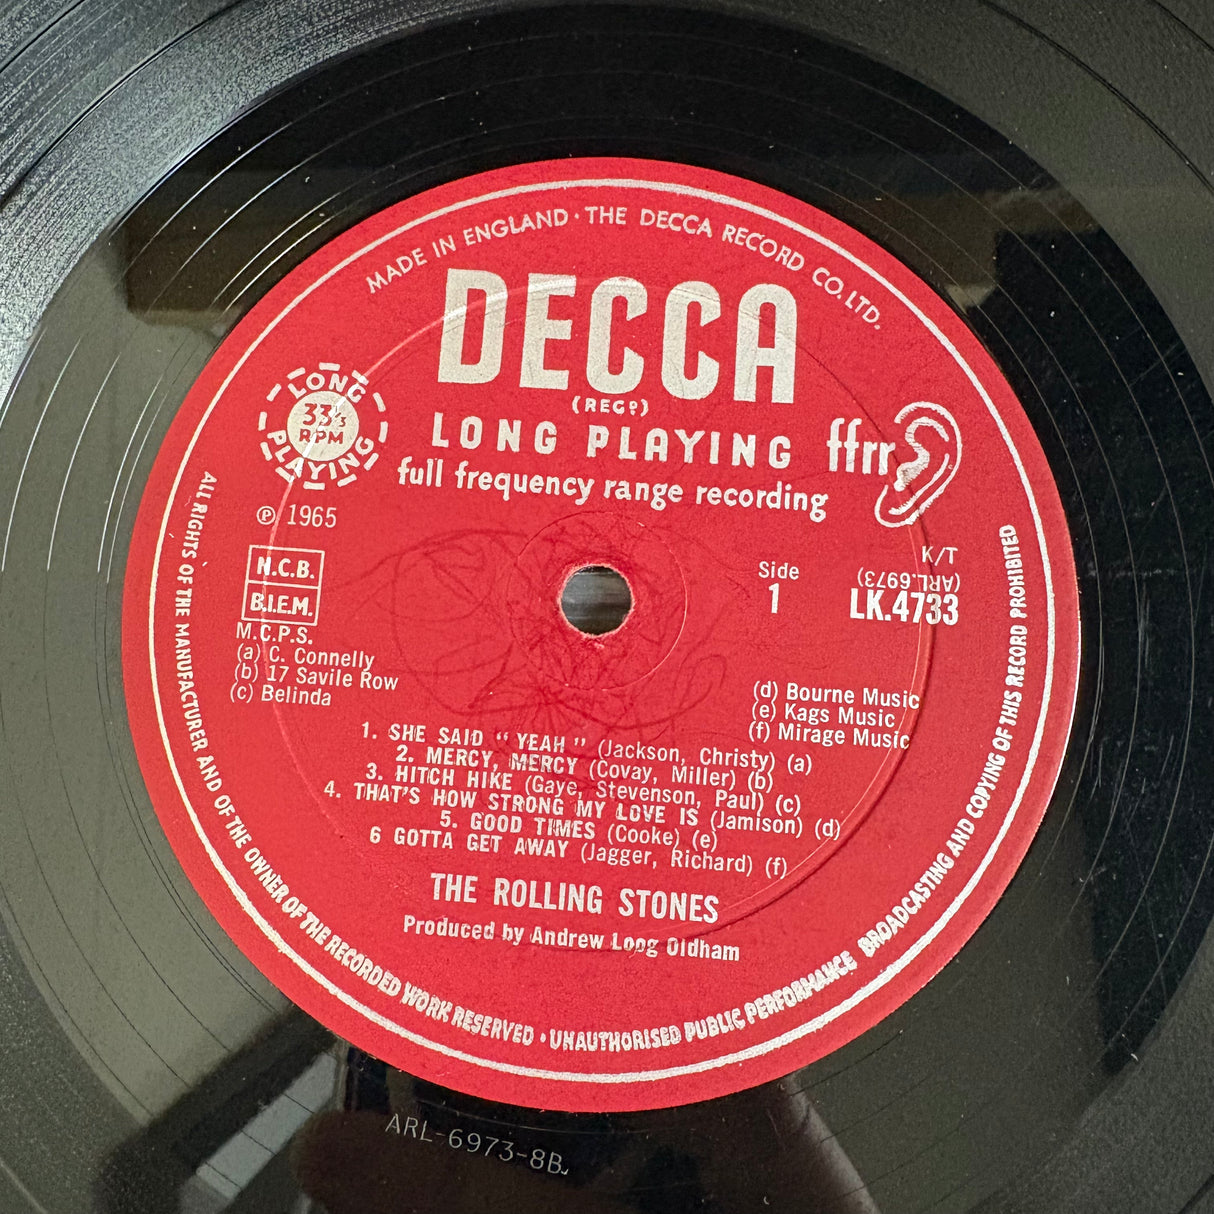 MADE IN ENGLAND · THE DECCA RECORD CO. LTD.
DECCA
(REGD)
LONG PLAYING
33⅓
RPM
LONG PLAYING
ffrr
full frequency range recording
℗ 1965
N.C.B.
B.I.E.M.
M.C.P.S.
(a) C. Connelly
(b) 17 Savile Row
(c) Belinda
Side
1
K/T
(ARL.6973)
LK.4733
(d) Bourne Music
(e) Kags Music
(f) Mirage Music
1. SHE SAID "YEAH" (Jackson, Christy) (a)
2. MERCY, MERCY (Covay, Miller) (b)
3. HITCH HIKE (Gaye, Stevenson, Paul) (c)
4. THAT'S HOW STRONG MY LOVE IS (Jamison) (d)
5. GOOD TIMES (Cooke) (e)
6 GOTTA GET AWAY (Jagger, Richard) (f)
THE ROLLING STONES
Produced by Andrew Loog Oldham
ALL RIGHTS OF THE MANUFACTURER AND OF THE OWNER OF THE RECORDED WORK RESERVED · UNAUTHORISED PUBLIC PERFORMANCE BROADCASTING AND COPYING OF THIS RECORD PROHIBITED
ARL-6973-8B